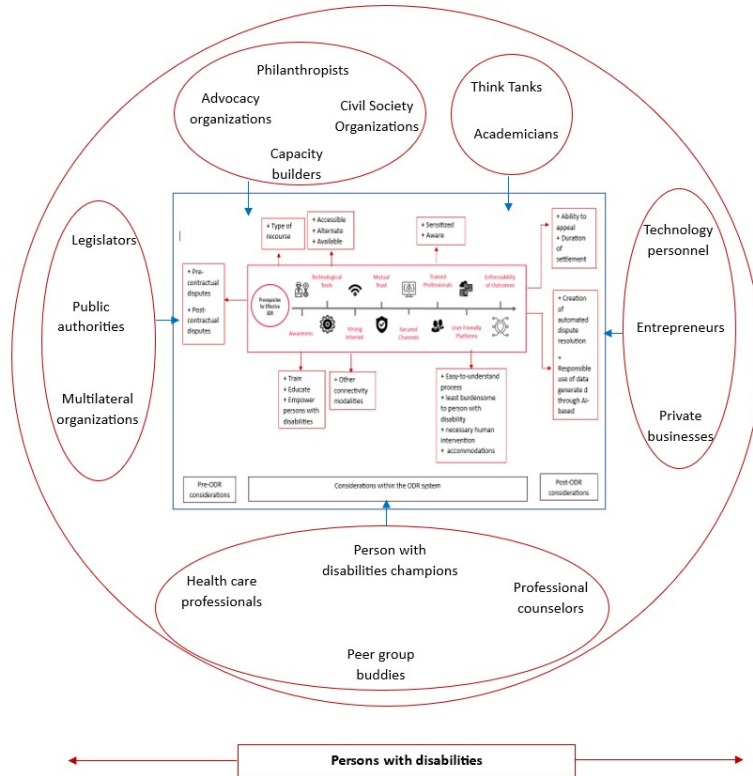 Philanthropists
Advocacy
organizations
Civil Society
Organizations
Capacity
builders
Think Tanks
Academicians
Legislators
Public
authorities
Multilateral
organizations
Technology
personnel
Entrepreneurs
Private
businesses
+ Type of
recourse
+ Accessible
+ Alternate
+ Available
+ Sensitized
+ Aware
+ Ability to
appeal
+ Duration of
settlement
+ Pre-
contractual
disputes
+
Post-
contractual
disputes
Prerequisites
for Effective
ODR
Technological
Tools
Mutual
Trust
Trained
Professionals
Enforceability
of Outcomes
Awareness
Strong
Internet
Secured
Channels
User Friendly
Platforms
+ Creation
of
automated
dispute
resolution
+
Responsible
use of data
generate d
through AI-
based
+ Train
+ Educate
+ Empower
persons with
disabilities
+ Other
connectivity
modalities
+ Easy-to-understand
process
+ least burdensome
to person with
disability
+ necessary human
intervention
+ accommodations
Pre-ODR
considerations
Considerations within the ODR system
Post-ODR
considerations
Health care
professionals
Person with
disabilities champions
Professional
counselors
Peer group
buddies
Persons with disabilities